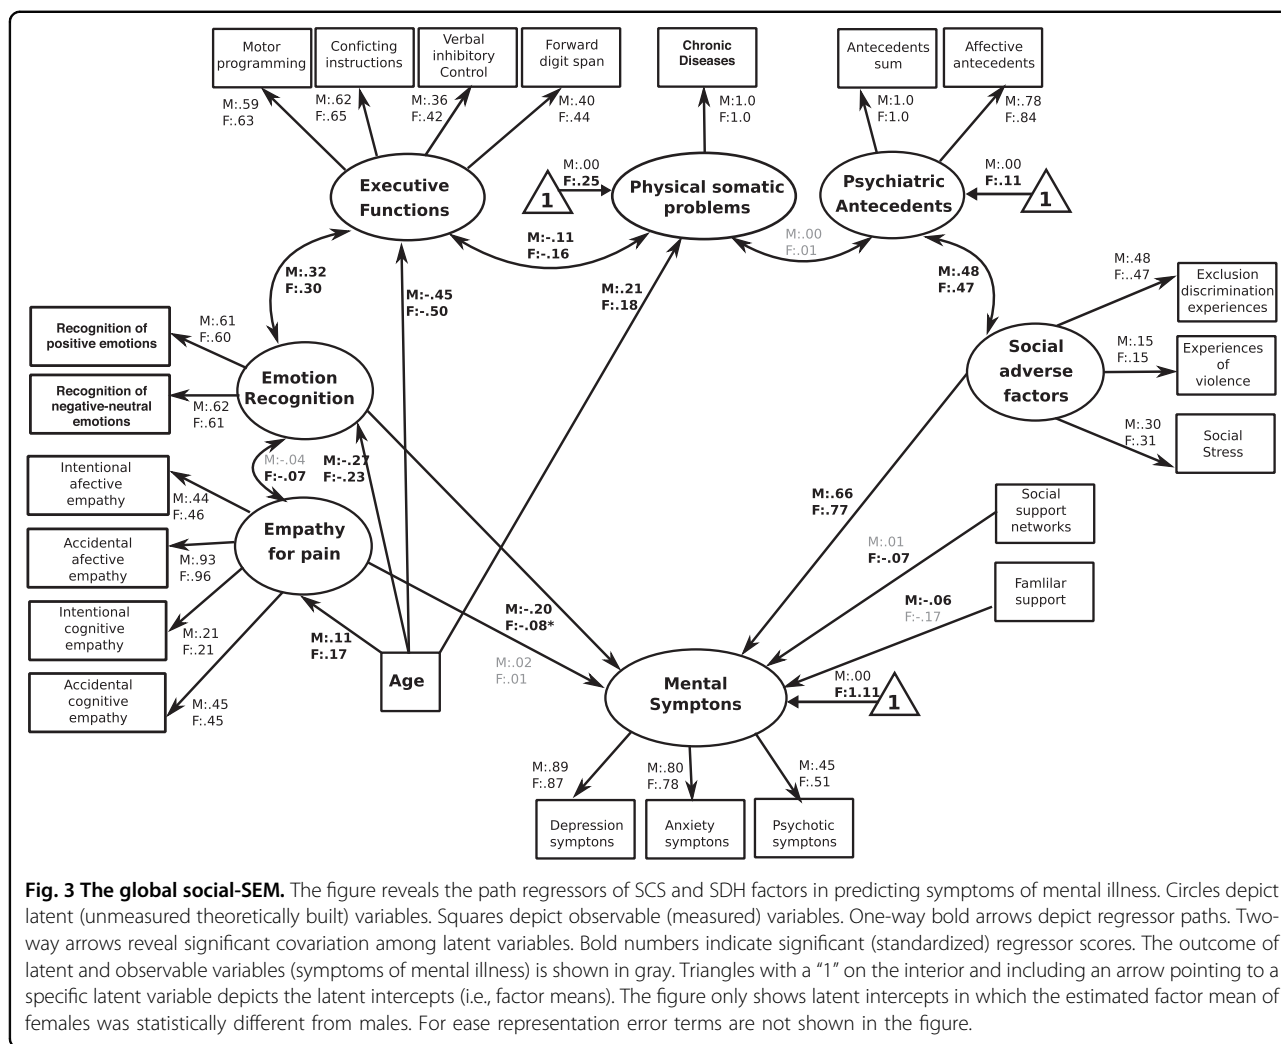 Motor
programming
Conficting
instructions
Verbal
inhibitory
Control
Forward
digit span
Chronic
Diseases
Antecedents
sum
Affective
antecedents
M:.59
F:.63
M:.62
F:.65
M:.36
F:.42
M:.40
F:.44
M:1.0
F:1.0
M:1.0
F:1.0
M:.78
F:.84
Executive
Functions
M:.00
F:.25
1
Physical somatic
problems
Psychiatric
Antecedents
M:.00
F:.11
1
M:-.11
F:-.16
M:.00
F:.01
M:.32
F:.30
M:-.45
F:-.50
M:.21
F:.18
M:.48
F:.47
M:.48
F:..47
Exclusion
discrimination
experiences
Recognition of
positive emotions
M:.61
F:.60
Emotion
Recognition
Social
adverse
factors
M:.15
F:.15
Experiences
of
violence
Recognition of
negative-neutral
emotions
M:.62
F:.61
M:.30
F:.31
Social
Stress
M:-.04
F:-.07
M:-.27
F:-.23
Intentional
afective
empathy
M:.44
F:.46
Empathy
for pain
M:.66
F:.77
Social
support
networks
Accidental
afective
empathy
M:.93
F:.96
M:.01
F:-.07
Intentional
cognitive
empathy
M:.21
F:.21
M:.11
F:.17
M:-.20
F:-.08*
M:-.06
F:-.17
Famlilar
support
Accidental
cognitive
empathy
M:.45
F:.45
Age
M:.02
F:.01
Mental
Symptons
M:.00
F:1.11
1
M:.89
F:.87
M:.80
F:.78
M:.45
F:.51
Depression
symptons
Anxiety
symptons
Psychotic
symptons
Fig. 3 The global social-SEM. The figure reveals the path regressors of SCS and SDH factors in predicting symptoms of mental illness. Circles depict
latent (unmeasured theoretically built) variables. Squares depict observable (measured) variables. One-way bold arrows depict regressor paths. Two-
way arrows reveal significant covariation among latent variables. Bold numbers indicate significant (standardized) regressor scores. The outcome of
latent and observable variables (symptoms of mental illness) is shown in gray. Triangles with a “1” on the interior and including an arrow pointing to a
specific latent variable depicts the latent intercepts (i.e., factor means). The figure only shows latent intercepts in which the estimated factor mean of
females was statistically different from males. For ease representation error terms are not shown in the figure.